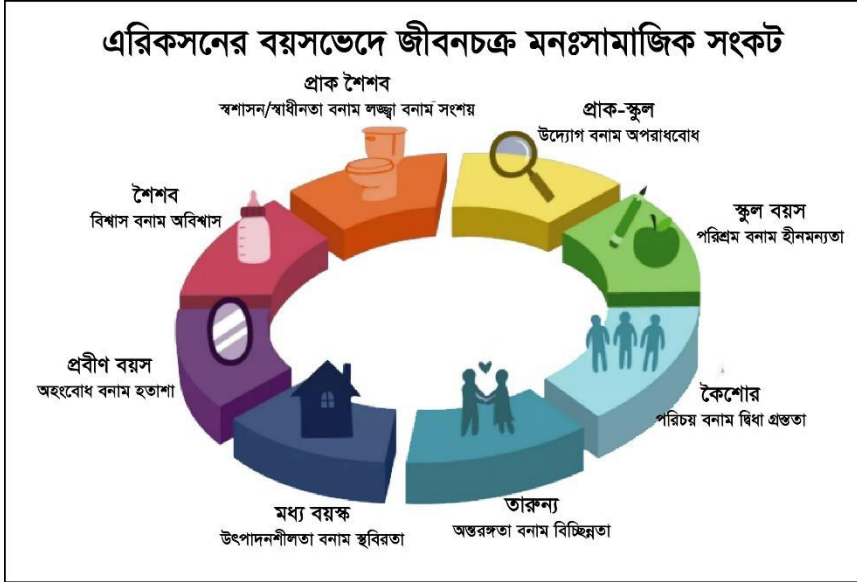 এরিকসনের বয়সভেদে জীবনচক্র মনঃসামাজিক সংকট
প্রাক শৈশব
স্বশাসন/স্বাধীনতা বনাম লজ্জ্বা বনাম সংশয়
প্রাক-স্কুল
উদ্যোগ বনাম অপরাধবোধ
শৈশব
বিশ্বাস বনাম অবিশ্বাস
স্কুল বয়স
পরিশ্রম বনাম হীনমন্যতা
প্রবীণ বয়স
অহংবোধ বনাম হতাশা
কৈশোর
পরিচয় বনাম দ্বিধা গ্রস্ততা
মধ্য বয়স্ক
উৎপাদনশীলতা বনাম স্থবিরতা
তারুন্য
অন্তরঙ্গতা বনাম বিচ্ছিন্নতা